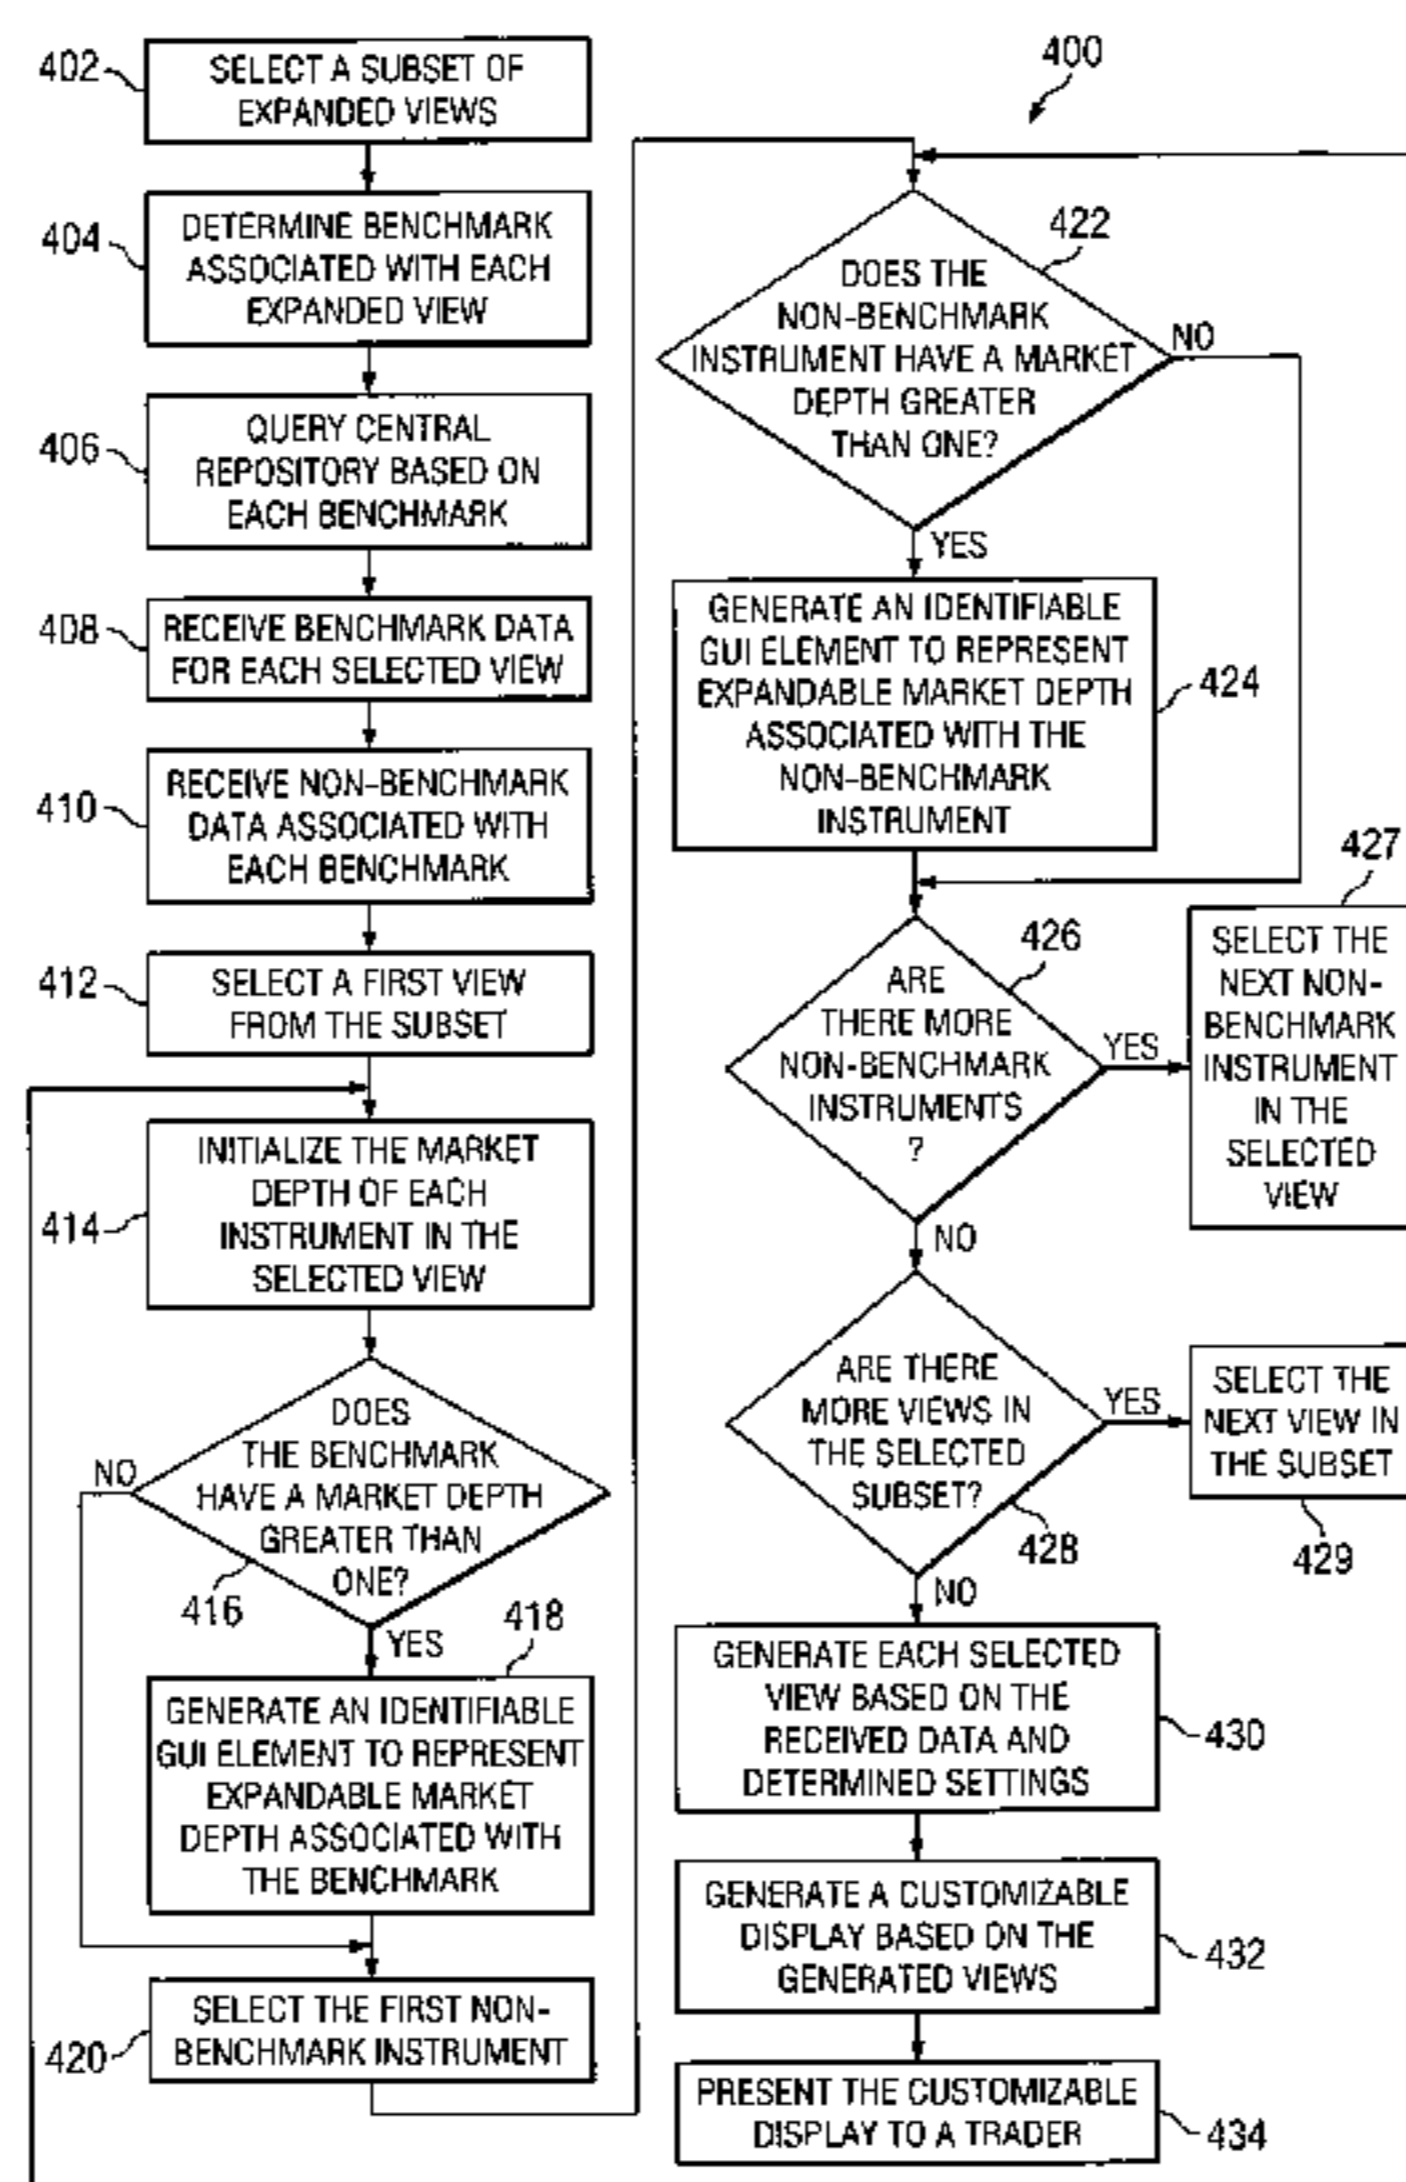 400
402
SELECT A SUBSET OF
EXPANDED VIEWS
404
DETERMINE BENCHMARK
ASSOCIATED WITH EACH
EXPANDED VIEW
406
QUERY CENTRAL
REPOSITORY BASED ON
EACH BENCHMARK
408
RECEIVE BENCHMARK DATA
FOR EACH SELECTED VIEW
410
RECEIVE NON-BENCHMARK
DATA ASSOCIATED WITH
EACH BENCHMARK
412
SELECT A FIRST VIEW
FROM THE SUBSET
414
INITIALIZE THE MARKET
DEPTH OF EACH
INSTRUMENT IN THE
SELECTED VIEW
DOES
THE BENCHMARK
HAVE A MARKET DEPTH
GREATER THAN
ONE?
NO
416
YES
418
GENERATE AN IDENTIFIABLE
GUI ELEMENT TO REPRESENT
EXPANDABLE MARKET
DEPTH ASSOCIATED WITH
THE BENCHMARK
420
SELECT THE FIRST NON-
BENCHMARK INSTRUMENT
422
DOES THE
NON-BENCHMARK
INSTRUMENT HAVE A MARKET
DEPTH GREATER
THAN ONE?
NO
YES
GENERATE AN IDENTIFIABLE
GUI ELEMENT TO REPRESENT
EXPANDABLE MARKET DEPTH
ASSOCIATED WITH THE
NON-BENCHMARK
INSTRUMENT
424
426
ARE
THERE MORE
NON-BENCHMARK
INSTRUMENTS
?
YES
NO
427
SELECT THE
NEXT NON-
BENCHMARK
INSTRUMENT
IN THE
SELECTED
VIEW
ARE THERE
MORE VIEWS IN
THE SELECTED
SUBSET?
428
YES
NO
SELECT THE
NEXT VIEW IN
THE SUBSET
429
GENERATE EACH SELECTED
VIEW BASED ON THE
RECEIVED DATA AND
DETERMINED SETTINGS
430
GENERATE A CUSTOMIZABLE
DISPLAY BASED ON THE
GENERATED VIEWS
432
PRESENT THE CUSTOMIZABLE
DISPLAY TO A TRADER
434